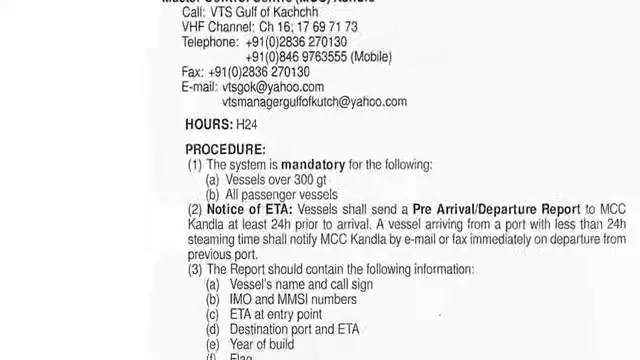 Master Control Centre (MCC) Kandla
Call: VTS Gulf of Kachchh
VHF Channel: Ch 16; 17 69 71 73
Telephone: +91(0)2836 270130
+91(0)846 9763555 (Mobile)
Fax: +91(0)2836 270130
E-mail: vtsgok@yahoo.com
vtsmanagergulfofkutch@yahoo.com
HOURS: H24
PROCEDURE:
(1) The system is mandatory for the following:
(a) Vessels over 300 gt
(b) All passenger vessels
(2) Notice of ETA: Vessels shall send a Pre Arrival/Departure Report to MCC
Kandla at least 24h prior to arrival. A vessel arriving from a port with less than 24h
steaming time shall notify MCC Kandla by e-mail or fax immediately on departure from
previous port.
(3) The Report should contain the following information:
(a) Vessel's name and call sign
(b) IMO and MMSI numbers
(c) ETA at entry point
(d) Destination port and ETA
(e) Year of build
(f) Flag